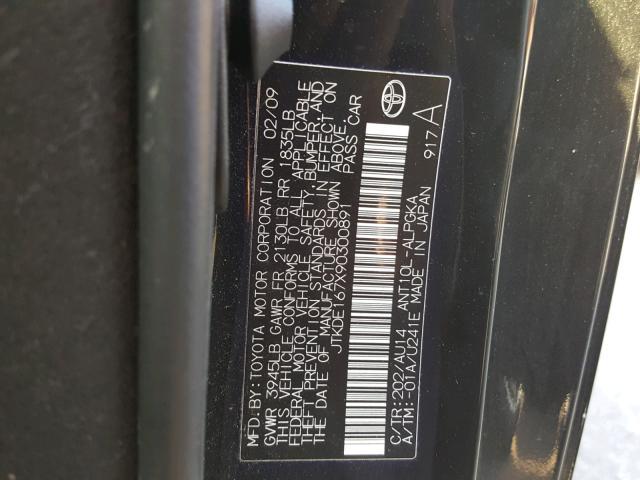 MFD.BY:TOYOTA MOTOR CORPORATION 02/09
GVWR 3945LB GAWR FR 2130LB RR 1835LB
THIS VEHICLE CONFORMS TO ALL APPLICABLE
FEDERAL MOTOR VEHICLE SAFETY, BUMPER, AND
THEFT PREVENTION STANDARDS IN EFFECT ON
THE DATE OF MANUFACTURE SHOWN ABOVE.
JTKDE167X90300891 PASS CAR
C/TR:202/AU14 ANT10L-ALPGKA
A/TM:-01A/U241E MADE IN JAPAN 917A